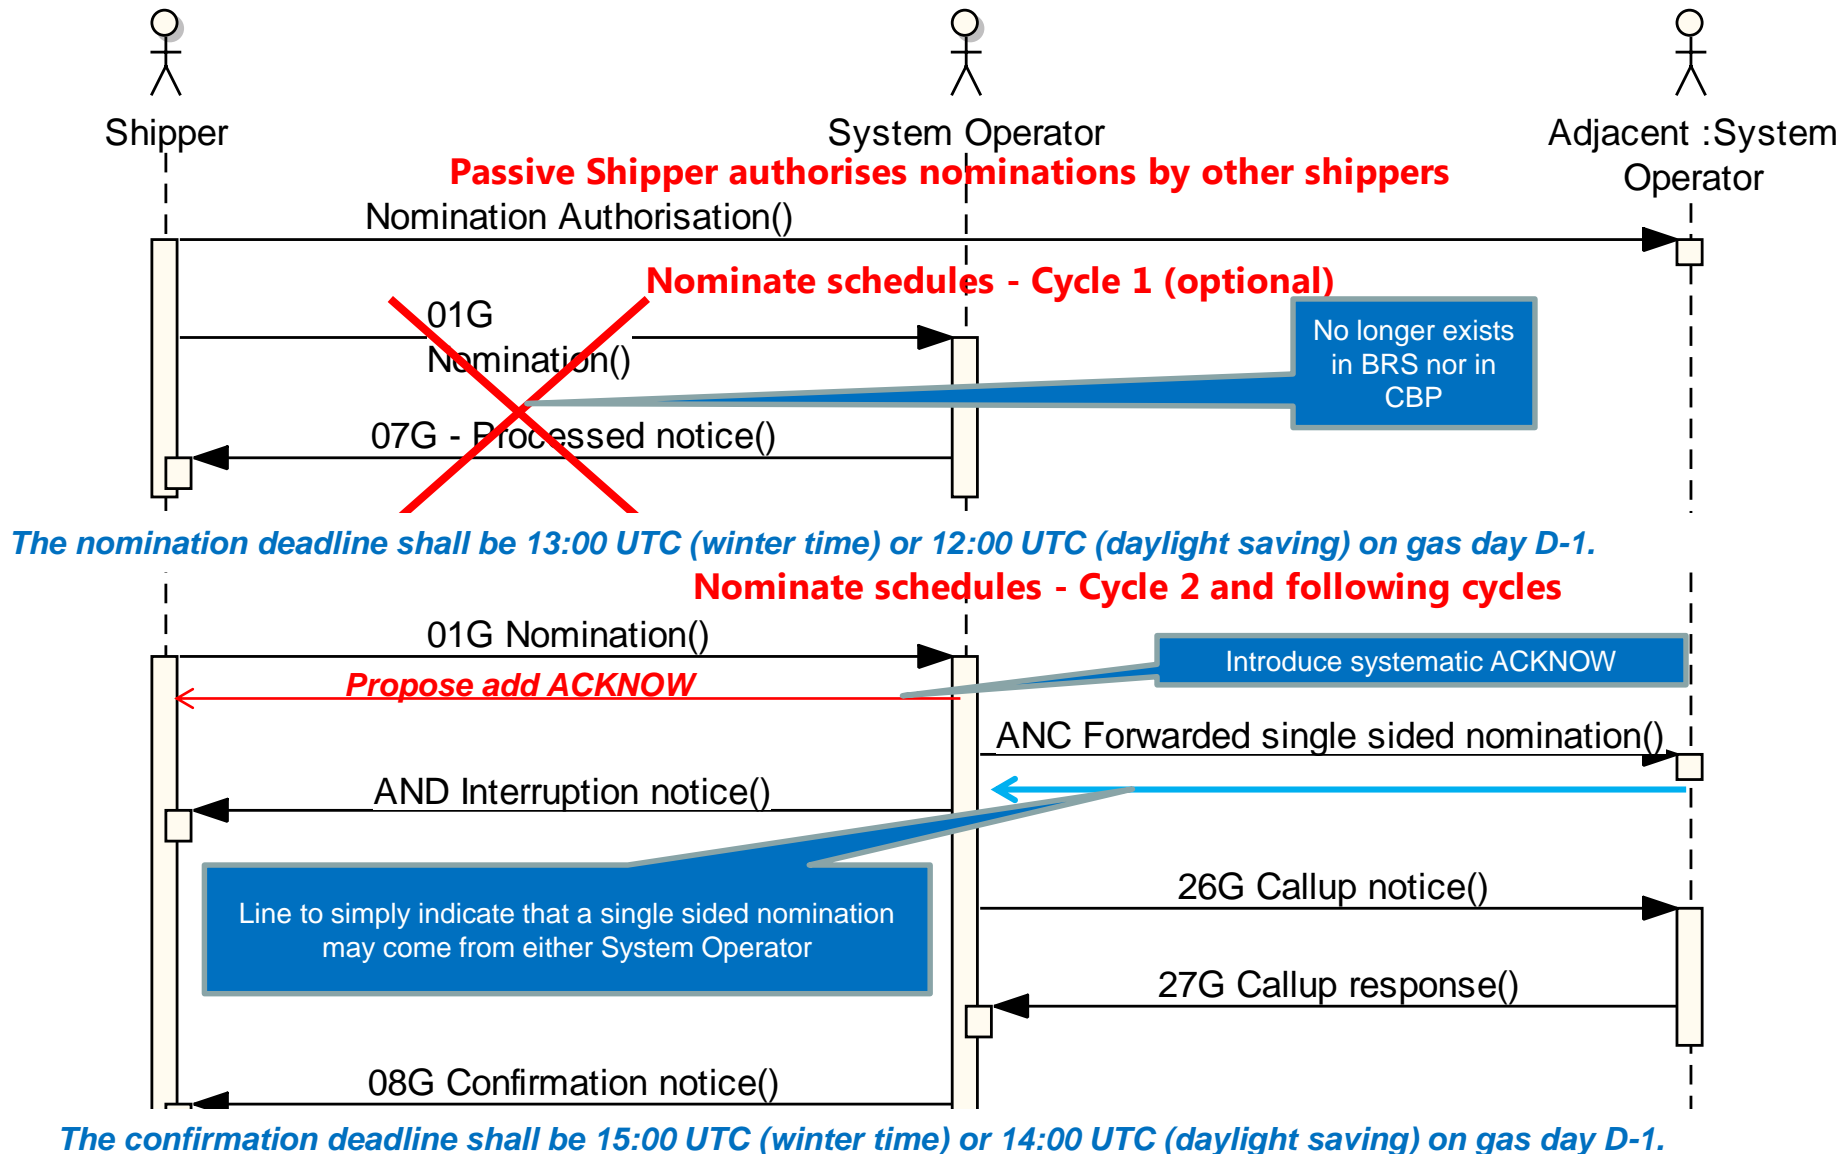 Shipper
System Operator
Adjacent :System
Operator
Passive Shipper authorises nominations by other shippers
Nomination Authorisation()
Nominate schedules - Cycle 1 (optional)
01G
Nomination()
No longer exists
in BRS nor in
CBP
07G - Processed notice()
The nomination deadline shall be 13:00 UTC (winter time) or 12:00 UTC (daylight saving) on gas day D-1.
Nominate schedules - Cycle 2 and following cycles
01G Nomination()
Introduce systematic ACKNOW
Propose add ACKNOW
ANC Forwarded single sided nomination()
AND Interruption notice()
26G Callup notice()
Line to simply indicate that a single sided nomination
may come from either System Operator
27G Callup response()
08G Confirmation notice()
The confirmation deadline shall be 15:00 UTC (winter time) or 14:00 UTC (daylight saving) on gas day D-1.